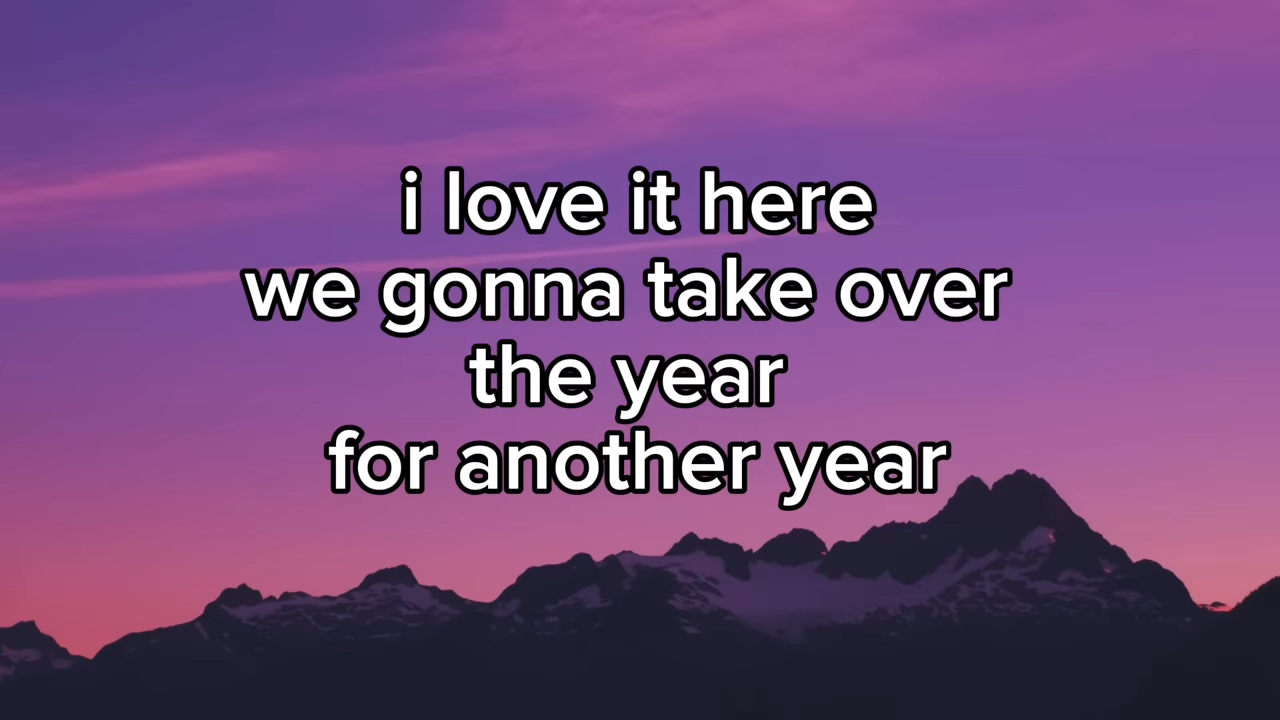 i love it here
we gonna take over
the year
for another year